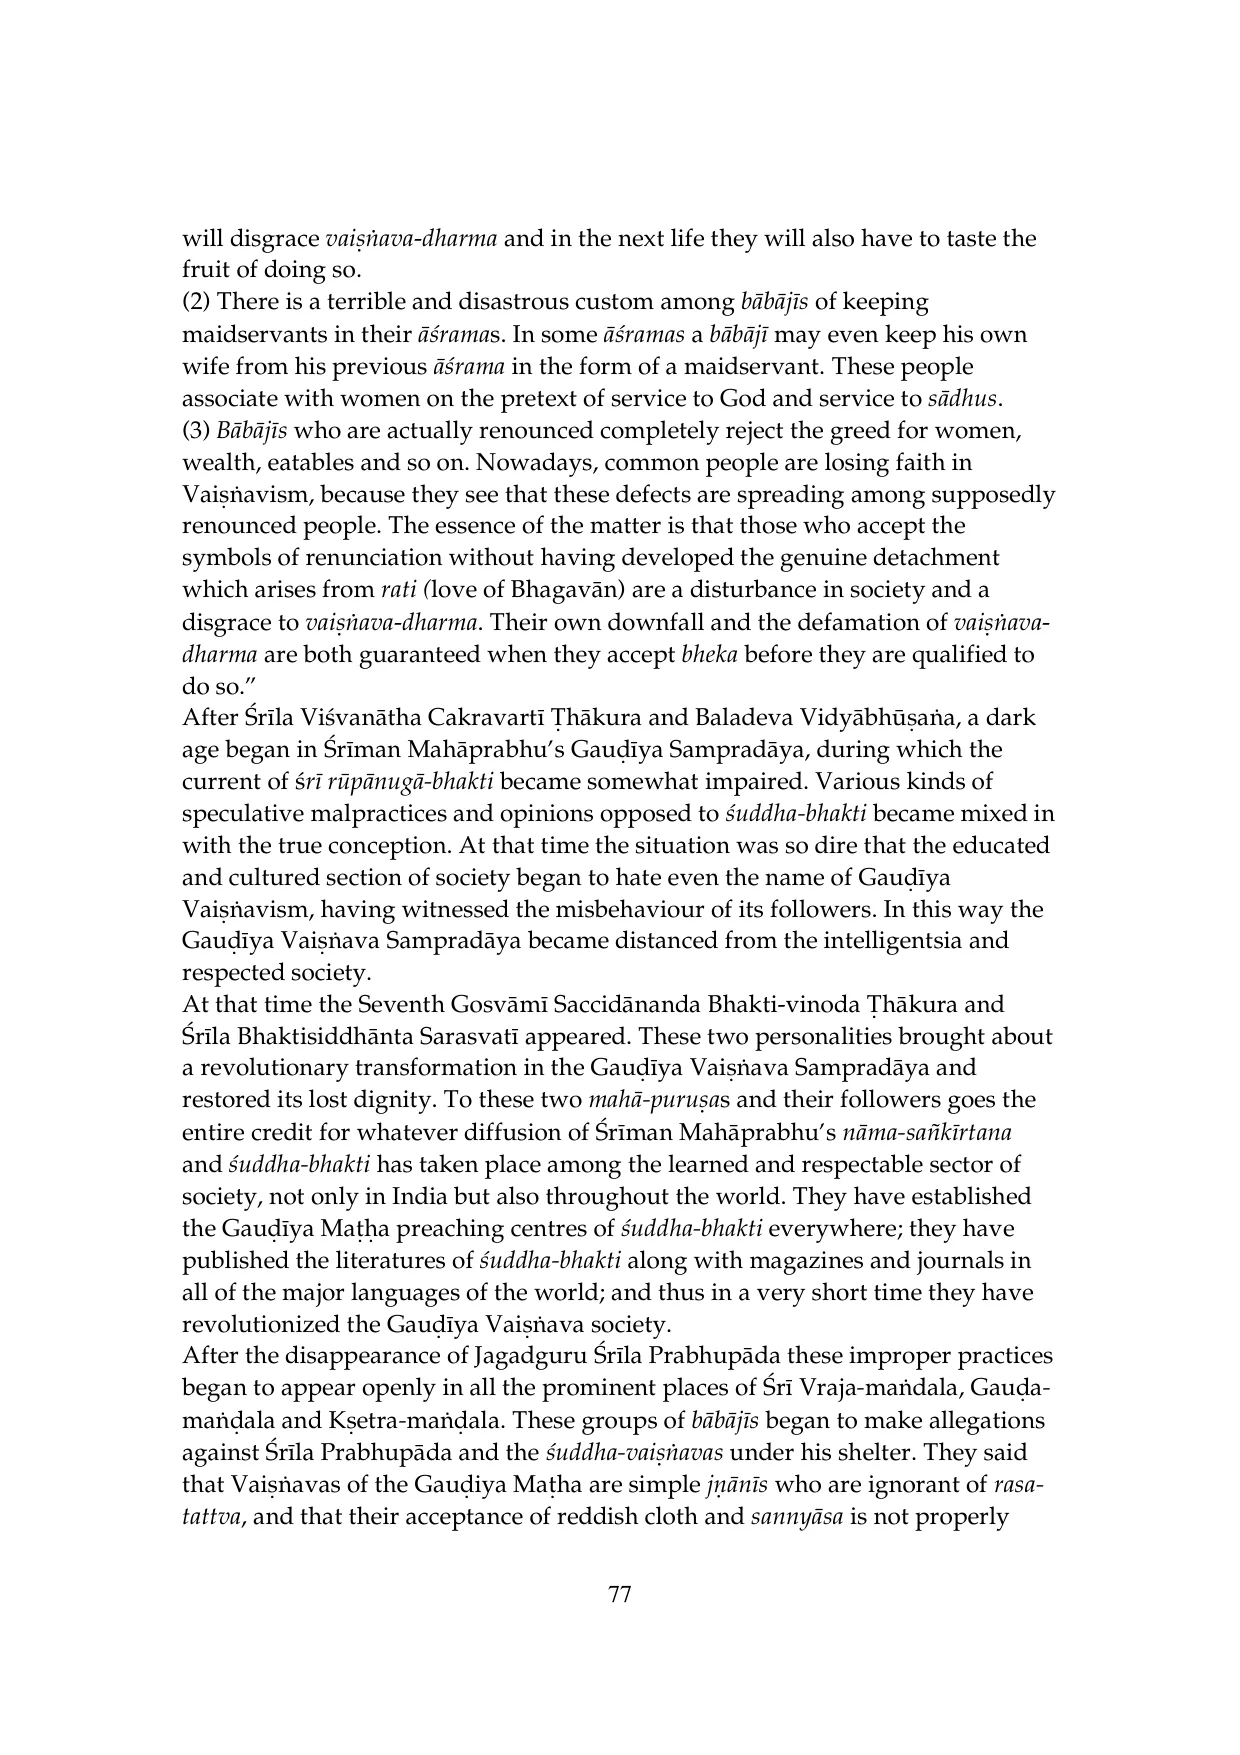 will disgrace vaiṣṅava-dharma and in the next life they will also have to taste the
fruit of doing so.
(2) There is a terrible and disastrous custom among bābājīs of keeping
maidservants in their āśramas. In some āśramas a bābājī may even keep his own
wife from his previous āśrama in the form of a maidservant. These people
associate with women on the pretext of service to God and service to sādhus.
(3) Bābājīs who are actually renounced completely reject the greed for women,
wealth, eatables and so on. Nowadays, common people are losing faith in
Vaiṣṅavism, because they see that these defects are spreading among supposedly
renounced people. The essence of the matter is that those who accept the
symbols of renunciation without having developed the genuine detachment
which arises from rati (love of Bhagavān) are a disturbance in society and a
disgrace to vaiṣṅava-dharma. Their own downfall and the defamation of vaiṣṅava-
dharma are both guaranteed when they accept bheka before they are qualified to
do so.”
After Śrīla Viśvanātha Cakravartī Ṭhākura and Baladeva Vidyābhūṣaṅa, a dark
age began in Śrīman Mahāprabhu’s Gauḍīya Sampradāya, during which the
current of śrī rūpānugā-bhakti became somewhat impaired. Various kinds of
speculative malpractices and opinions opposed to śuddha-bhakti became mixed in
with the true conception. At that time the situation was so dire that the educated
and cultured section of society began to hate even the name of Gauḍīya
Vaiṣṅavism, having witnessed the misbehaviour of its followers. In this way the
Gauḍīya Vaiṣṅava Sampradāya became distanced from the intelligentsia and
respected society.
At that time the Seventh Gosvāmī Saccidānanda Bhakti-vinoda Ṭhākura and
Śrīla Bhaktisiddhānta Sarasvatī appeared. These two personalities brought about
a revolutionary transformation in the Gauḍīya Vaiṣṅava Sampradāya and
restored its lost dignity. To these two mahā-puruṣas and their followers goes the
entire credit for whatever diffusion of Śrīman Mahāprabhu’s nāma-sañkīrtana
and śuddha-bhakti has taken place among the learned and respectable sector of
society, not only in India but also throughout the world. They have established
the Gauḍīya Maṭha preaching centres of śuddha-bhakti everywhere; they have
published the literatures of śuddha-bhakti along with magazines and journals in
all of the major languages of the world; and thus in a very short time they have
revolutionized the Gauḍīya Vaiṣṅava society.
After the disappearance of Jagadguru Śrīla Prabhupāda these improper practices
began to appear openly in all the prominent places of Śrī Vraja-maṅdala, Gauḍa-
maṅḍala and Kṣetra-maṅḍala. These groups of bābājīs began to make allegations
against Śrīla Prabhupāda and the śuddha-vaiṣṅavas under his shelter. They said
that Vaiṣṅavas of the Gauḍiya Maṭha are simple jṇānīs who are ignorant of rasa-
tattva, and that their acceptance of reddish cloth and sannyāsa is not properly
77